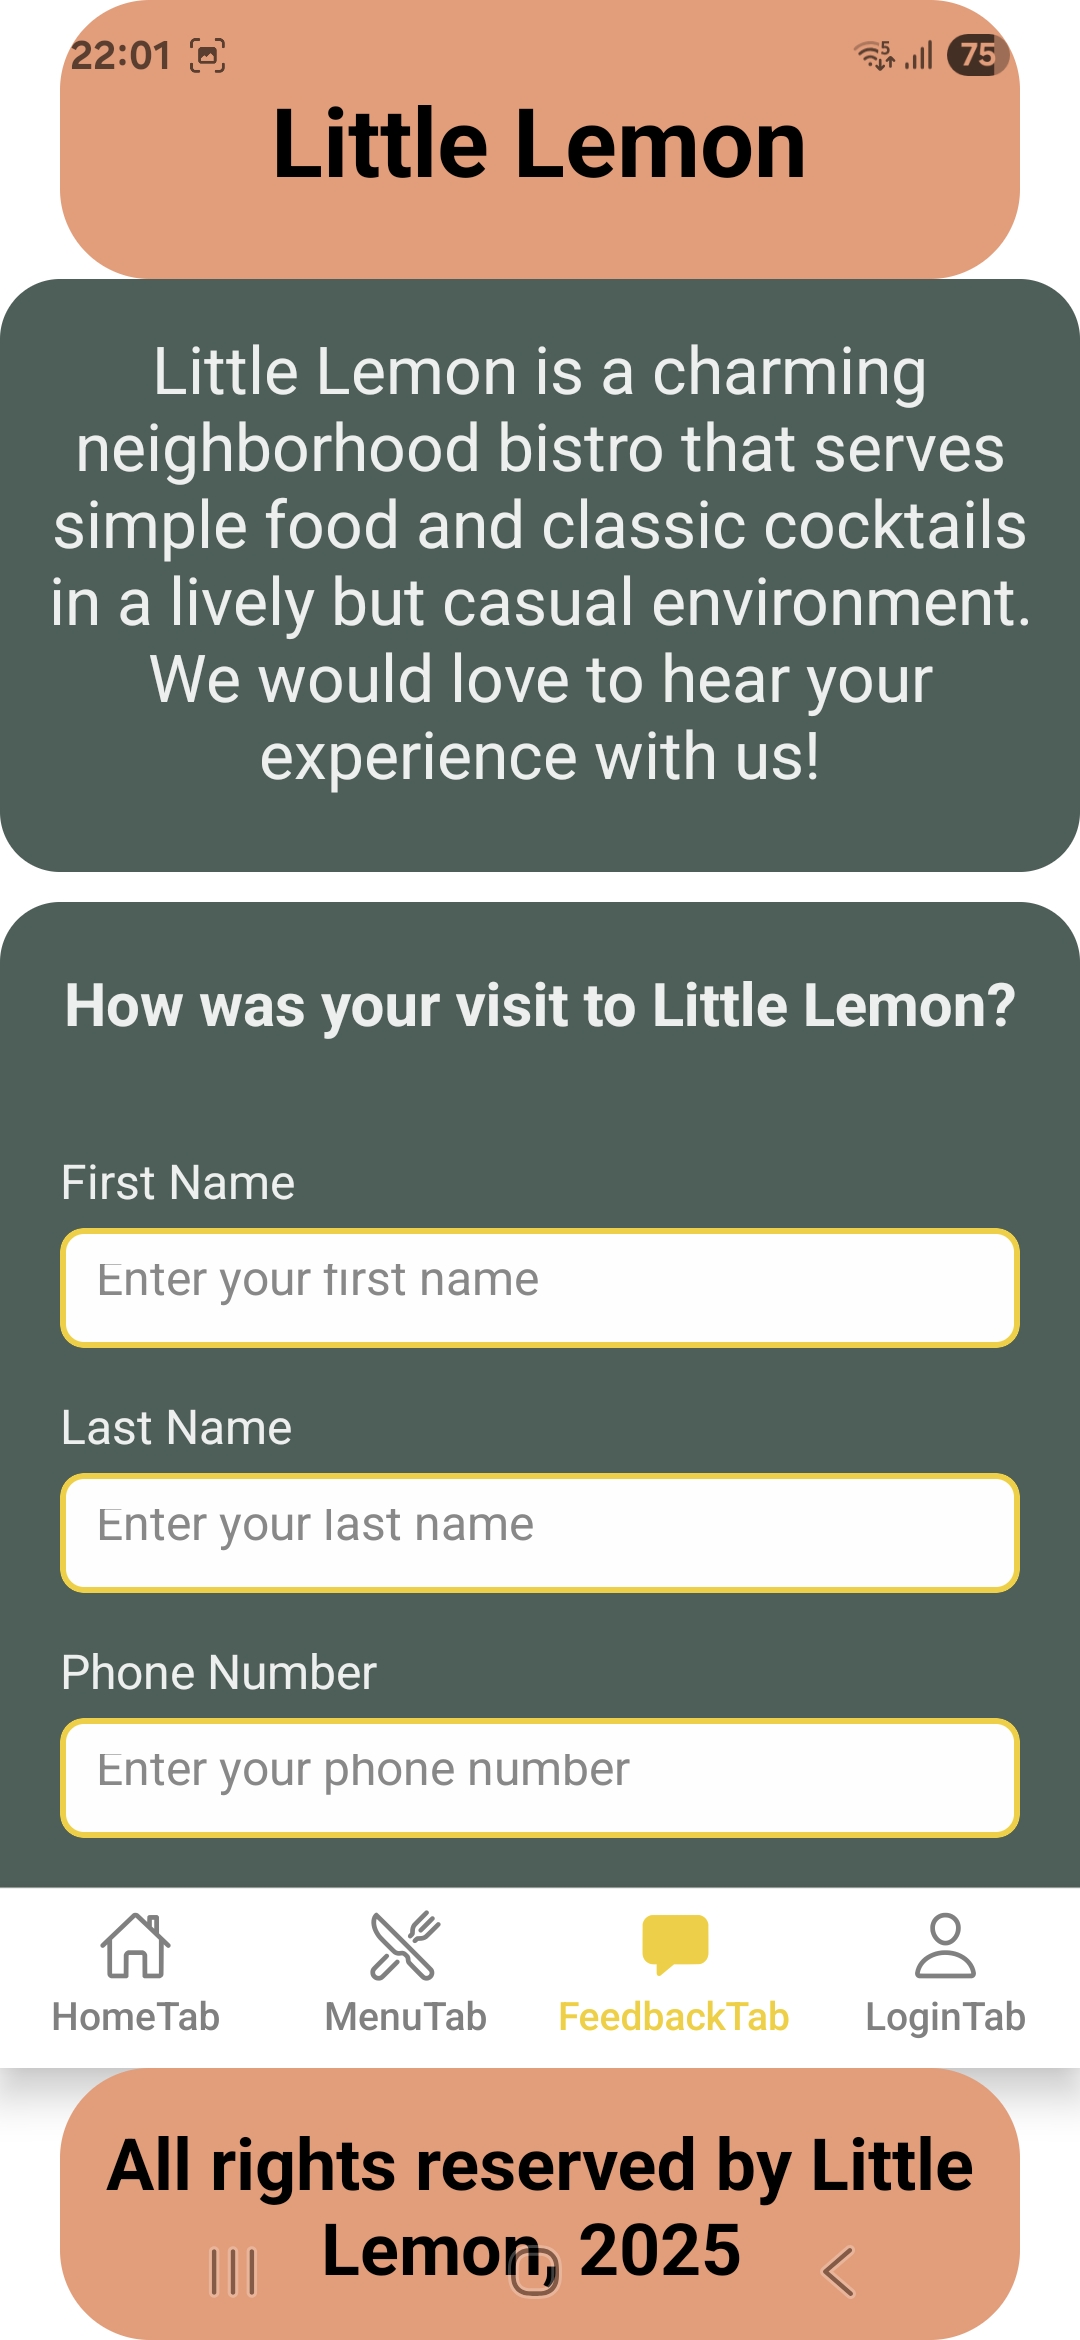 22:01
5
75
Little Lemon
Little Lemon is a charming
neighborhood bistro that serves
simple food and classic cocktails
in a lively but casual environment.
We would love to hear your
experience with us!
How was your visit to Little Lemon?
First Name
Enter your first name
Last Name
Enter your last name
Phone Number
Enter your phone number
HomeTab
MenuTab
FeedbackTab
LoginTab
All rights reserved by Little
Lemon, 2025